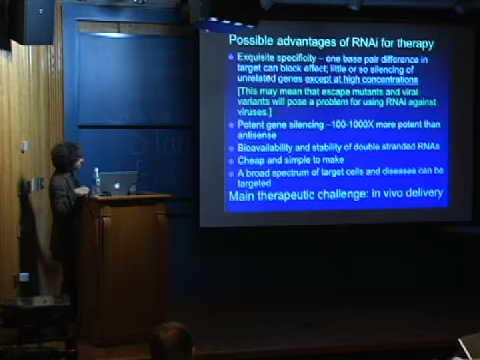 Possible advantages of RNAi for therapy
Exquisite specificity – one base pair difference in
target can block effect; little or so silencing of
unrelated genes except at high concentrations
[This may mean that escape mutants and viral
variants will pose a problem for using RNAi against
viruses.]
Potent gene silencing ~100-1000X more potent than
antisense
Bioavailability and stability of double stranded RNAs
Cheap and simple to make
A broad spectrum of target cells and diseases can be
targeted
Main therapeutic challenge: in vivo delivery